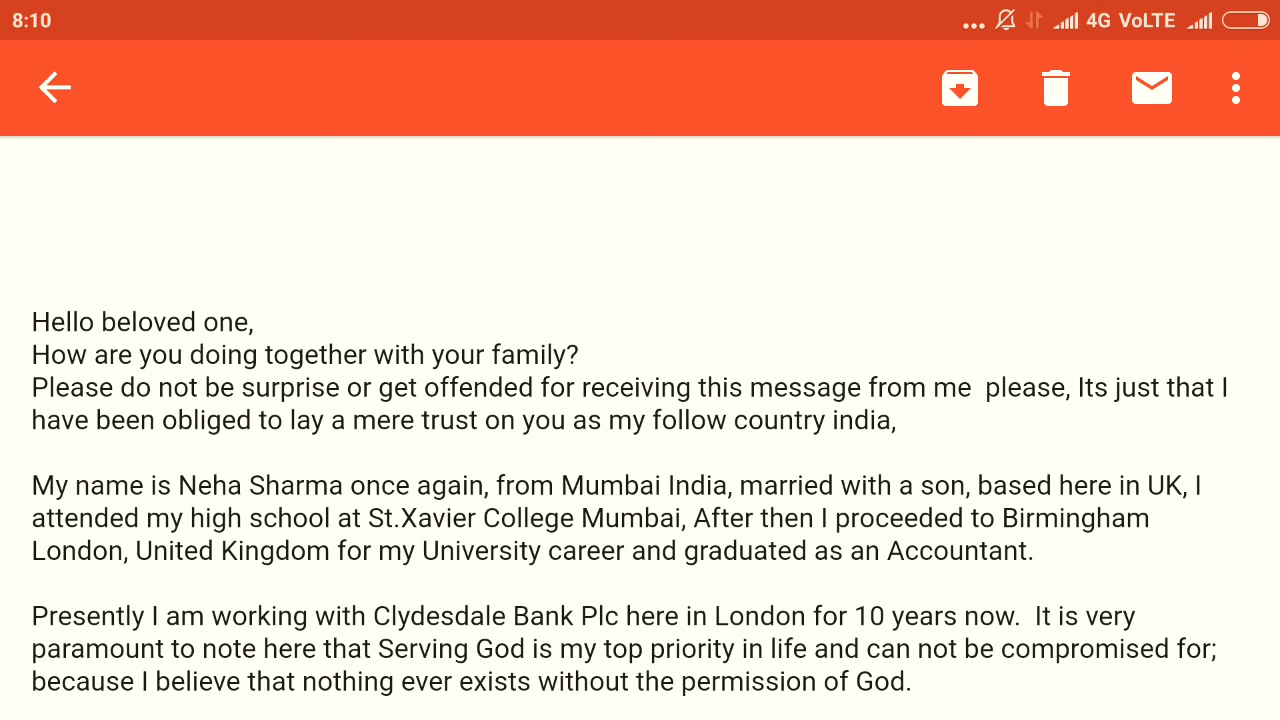 8:10
... 4G VoLTE
Hello beloved one,
How are you doing together with your family?
Please do not be surprise or get offended for receiving this message from me  please, Its just that I
have been obliged to lay a mere trust on you as my follow country india,
My name is Neha Sharma once again, from Mumbai India, married with a son, based here in UK, I
attended my high school at St.Xavier College Mumbai, After then I proceeded to Birmingham
London, United Kingdom for my University career and graduated as an Accountant.
Presently I am working with Clydesdale Bank Plc here in London for 10 years now.  It is very
paramount to note here that Serving God is my top priority in life and can not be compromised for;
because I believe that nothing ever exists without the permission of God.